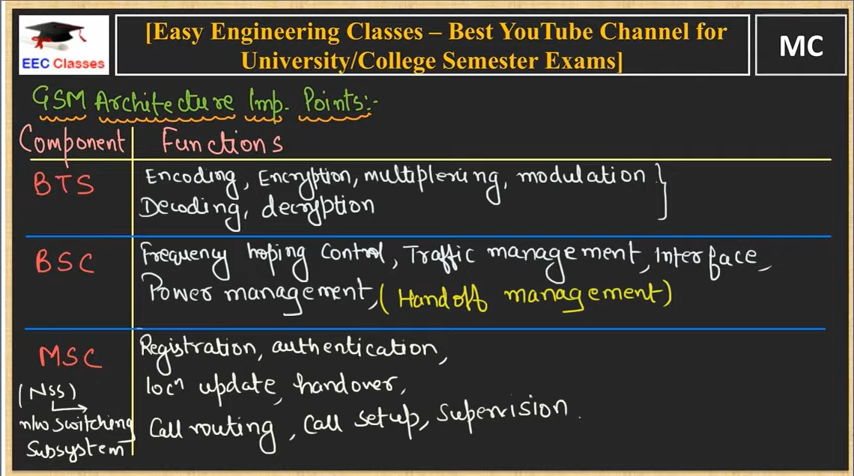 [Easy Engineering Classes – Best YouTube Channel for
University/College Semester Exams]
EEC Classes
MC
GSM Architecture Imp. Points:-
Component Functions
BTS
Encoding, Encryption, multiplexing, modulation
Decoding, decryption
BSC
Frequency hoping Control, Traffic management, Interface,
Power management, (Handoff management)
MSC
(NSS)
n/w switching
Subsystem
Registration, authentication,
locn update, handover,
Call routing, Call setup, Supervision.